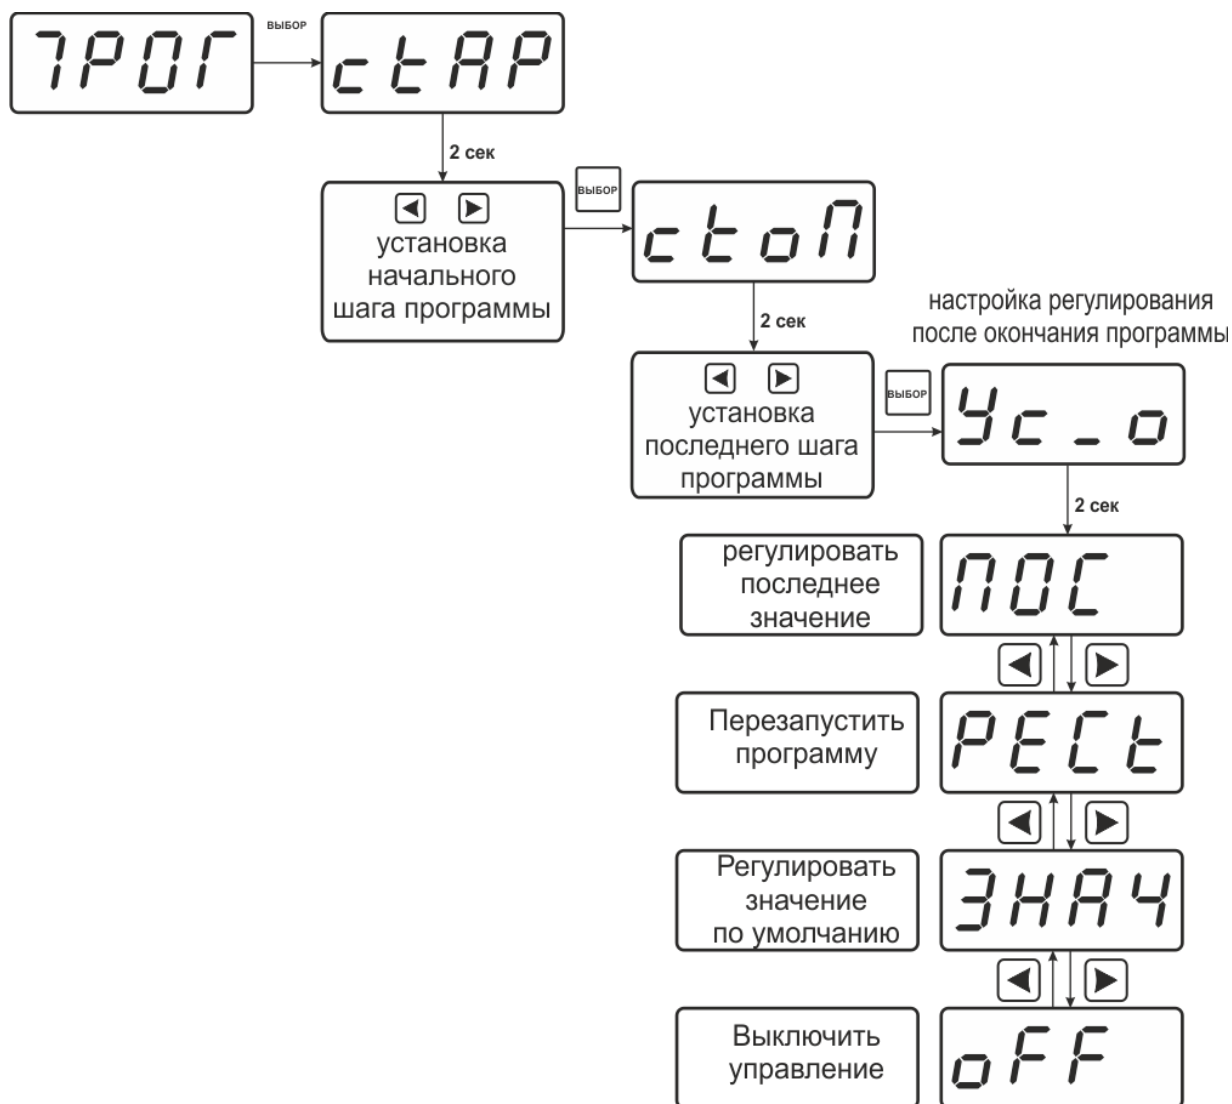 7РОГ
ВЫБОР
ctAP
2 сек
установка
начального
шага программы
ВЫБОР
ctoП
2 сек
установка
последнего шага
программы
ВЫБОР
настройка регулирования
после окончания программы
Уc_o
2 сек
регулировать
последнее
значение
ПОС
Перезапустить
программу
РЕСt
Регулировать
значение
по умолчанию
ЗНАЧ
Выключить
управление
oFF